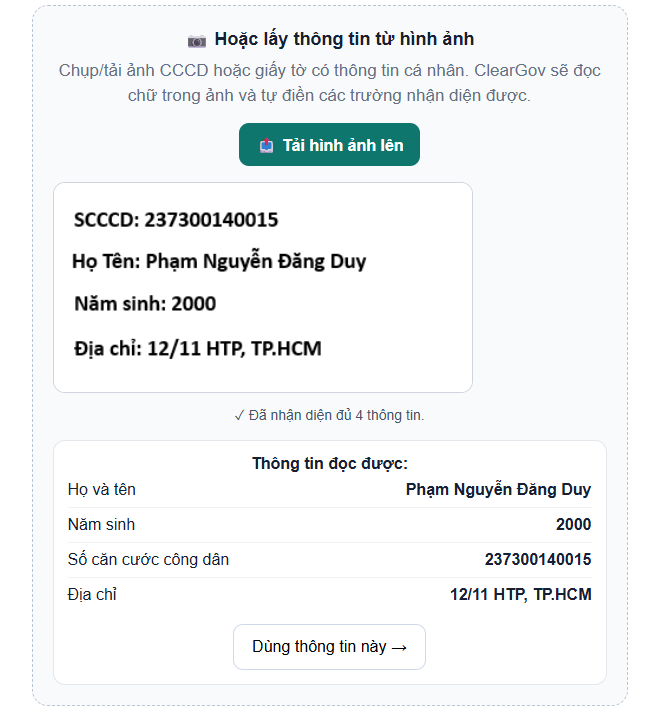 Hoặc lấy thông tin từ hình ảnh
Chụp/tải ảnh CCCD hoặc giấy tờ có thông tin cá nhân. ClearGov sẽ đọc
chữ trong ảnh và tự điền các trường nhận diện được.
Tải hình ảnh lên
SCCCD: 237300140015
Họ Tên: Phạm Nguyễn Đăng Duy
Năm sinh: 2000
Địa chỉ: 12/11 HTP, TP.HCM
✓ Đã nhận diện đủ 4 thông tin.
Thông tin đọc được:
Họ và tên Phạm Nguyễn Đăng Duy
Năm sinh 2000
Số căn cước công dân 237300140015
Địa chỉ 12/11 HTP, TP.HCM
Dùng thông tin này →